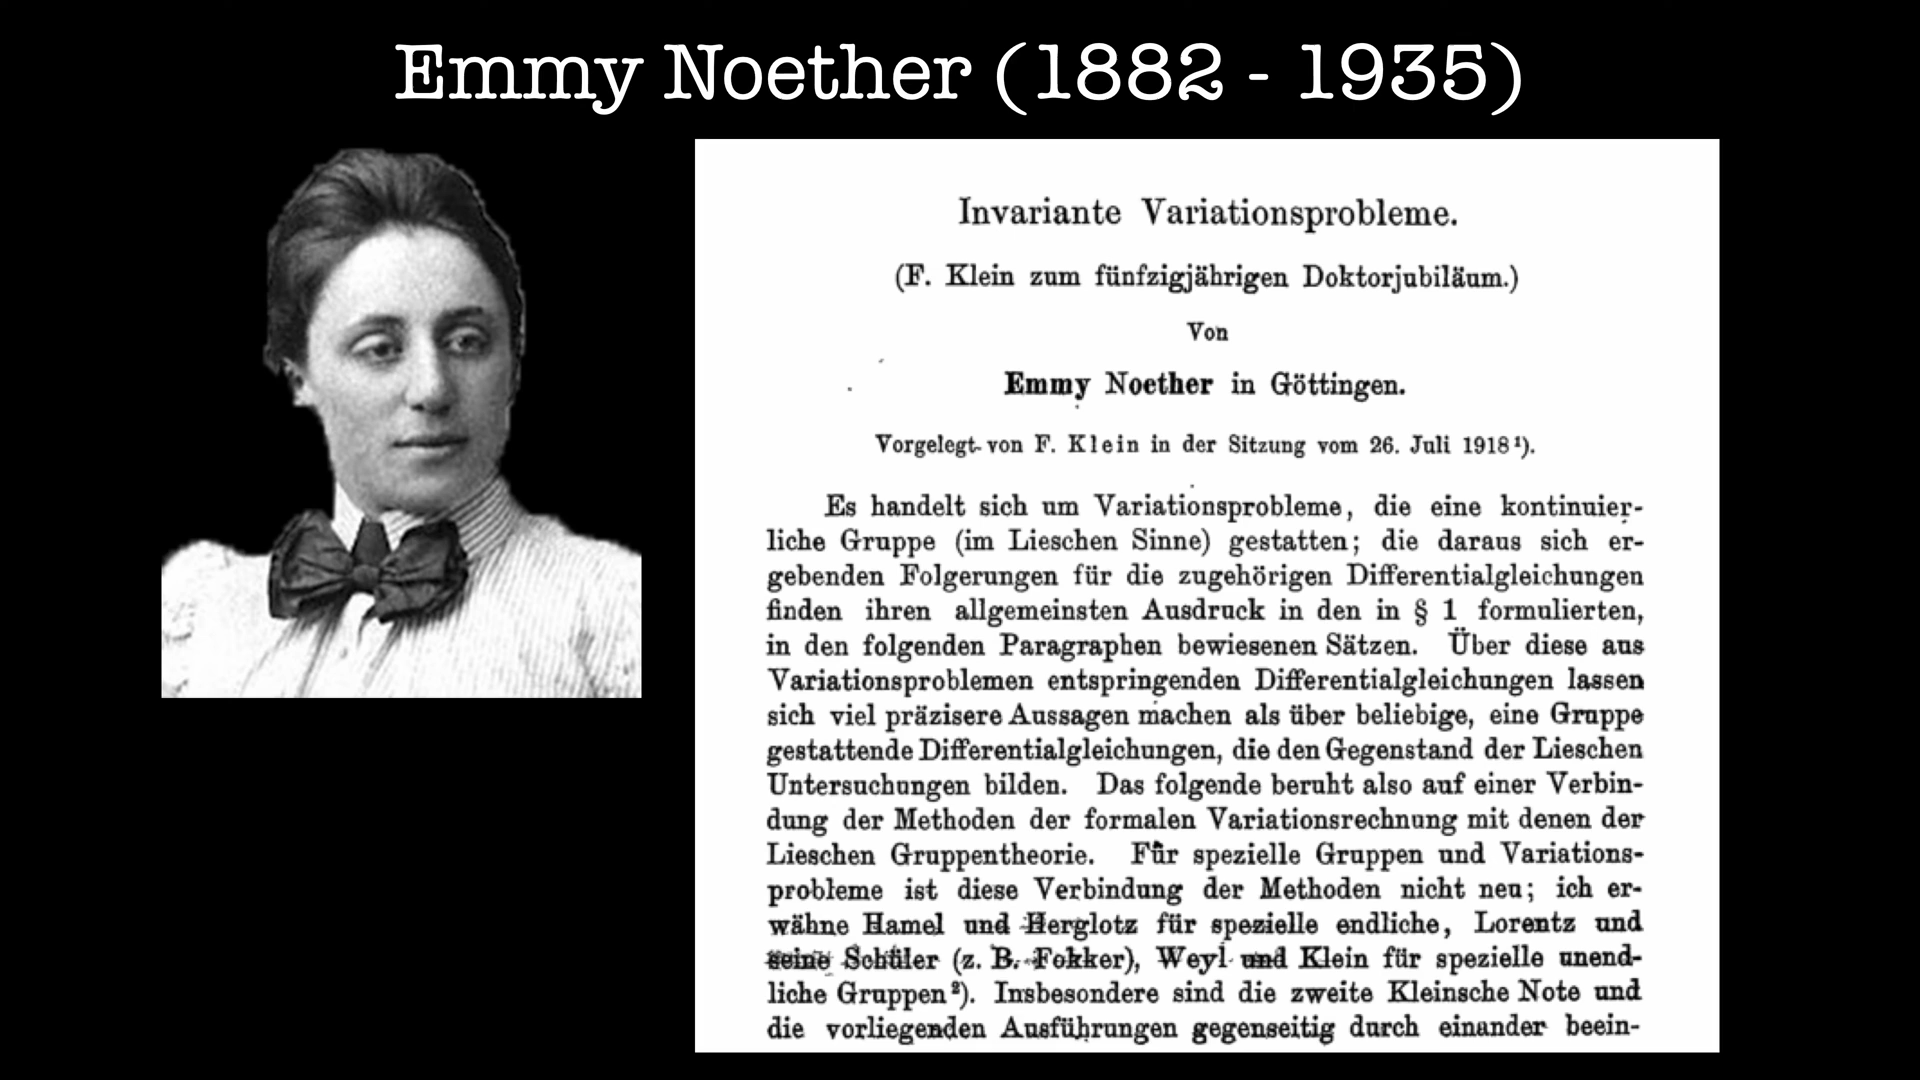 Emmy Noether (1882 - 1935)
Invariante Variationsprobleme.
(F. Klein zum fünfzigjährigen Doktorjubiläum.)
Von
Emmy Noether in Göttingen.
Vorgelegt von F. Klein in der Sitzung vom 26. Juli 1918¹).
Es handelt sich um Variationsprobleme, die eine kontinuier-
liche Gruppe (im Lieschen Sinne) gestatten; die daraus sich er-
gebenden Folgerungen für die zugehörigen Differentialgleichungen
finden ihren allgemeinsten Ausdruck in den in § 1 formulierten,
in den folgenden Paragraphen bewiesenen Sätzen. Über diese aus
Variationsproblemen entspringenden Differentialgleichungen lassen
sich viel präzisere Aussagen machen als über beliebige, eine Gruppe
gestattende Differentialgleichungen, die den Gegenstand der Lieschen
Untersuchungen bilden. Das folgende beruht also auf einer Verbin-
dung der Methoden der formalen Variationsrechnung mit denen der
Lieschen Gruppentheorie. Für spezielle Gruppen und Variations-
probleme ist diese Verbindung der Methoden nicht neu; ich er-
wähne Hamel und Herglotz für spezielle endliche, Lorentz und
seine Schüler (z. B. Fokker), Weyl und Klein für spezielle unend-
liche Gruppen²). Insbesondere sind die zweite Kleinsche Note und
die vorliegenden Ausführungen gegenseitig durch einander beein-